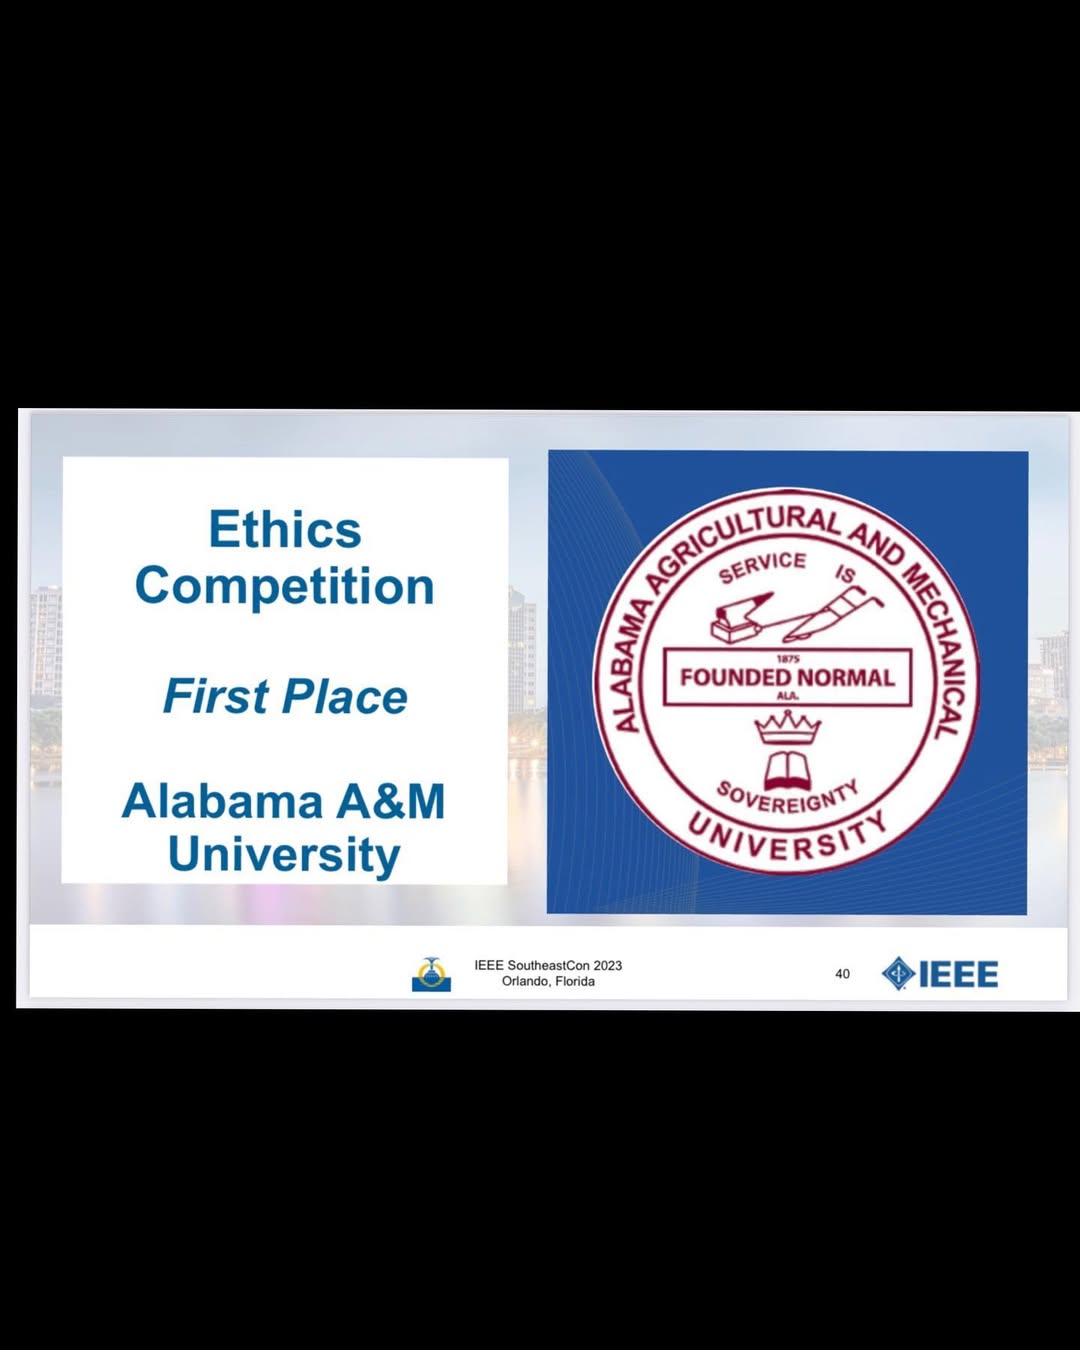 Ethics
Competition
First Place
Alabama A&M
University
ALABAMA AGRICULTURAL AND MECHANICAL
SERVICE IS
1875
FOUNDED NORMAL
ALA.
SOVEREIGNTY
UNIVERSITY
IEEE SoutheastCon 2023
Orlando, Florida
40
IEEE